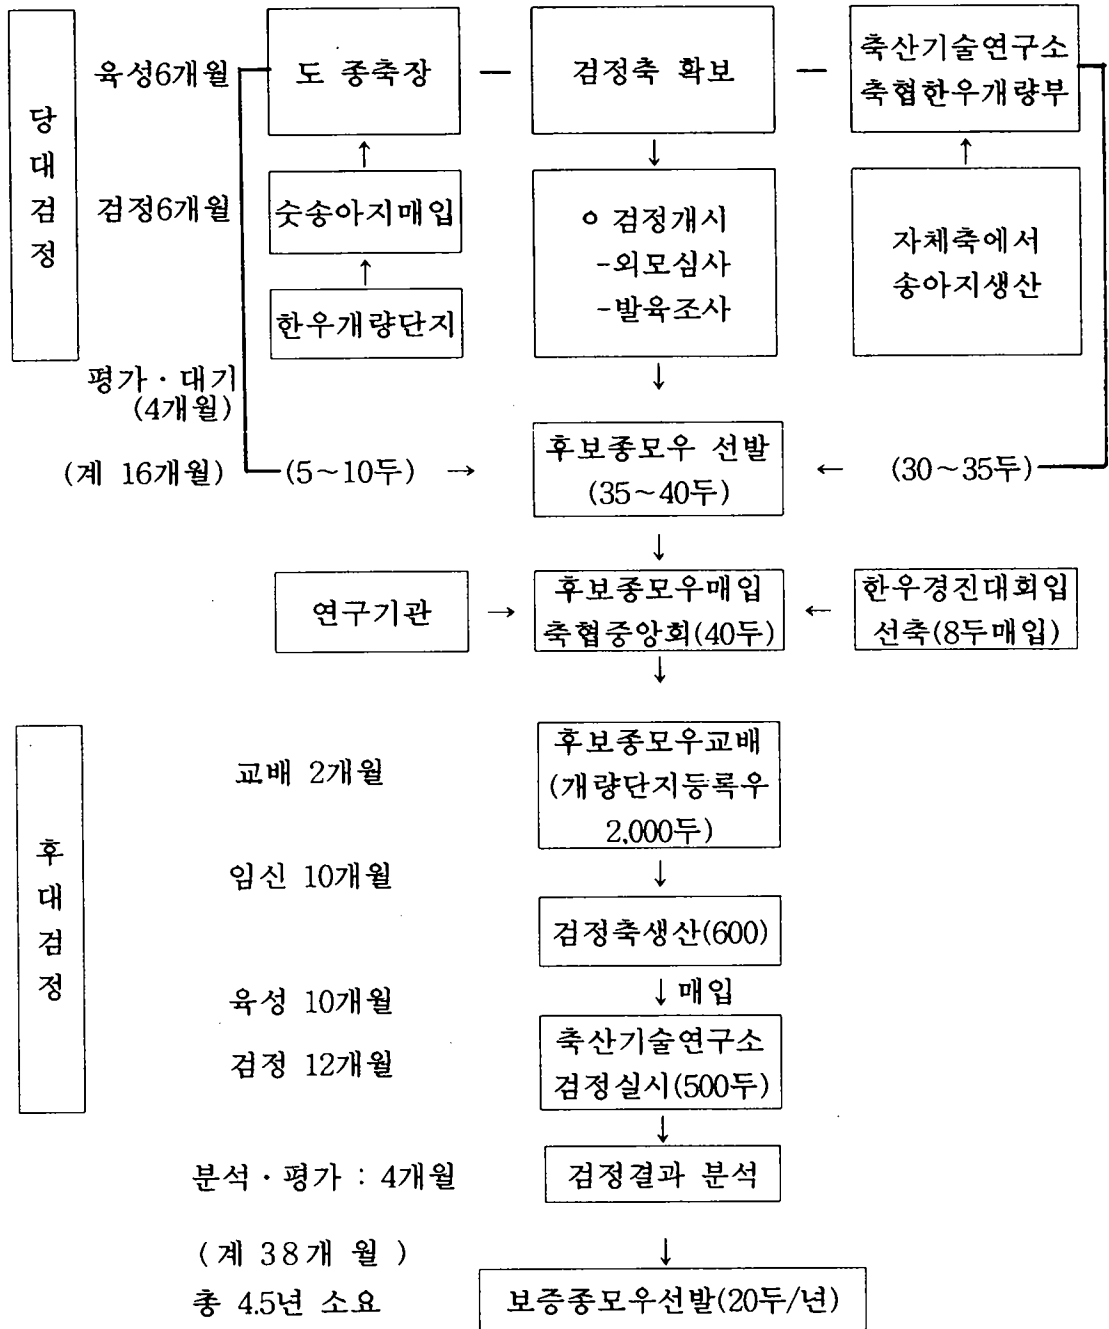 당
대
검
정
육성6개월
도 종축장
검정축 확보
축산기술연구소
축협한우개량부
↑
↓
↑
검정6개월
숫송아지매입
↑
한우개량단지
ㅇ 검정개시
-외모심사
-발육조사
자체축에서
송아지생산
평가 · 대기
(4개월)
↓
(계 16개월)
(5~10두) →
후보종모우 선발
(35~40두)
← (30~35두)
↓
연구기관
→
후보종모우매입
축협중앙회(40두)
←
한우경진대회입
선축(8두매입)
↓
후
대
검
정
교배 2개월
후보종모우교배
(개량단지등록우
2,000두)
임신 10개월
↓
검정축생산(600)
육성 10개월
↓ 매입
검정 12개월
축산기술연구소
검정실시(500두)
↓
분석 · 평가 : 4개월
검정결과 분석
(계 38개 월 )
↓
총 4.5년 소요
보증종모우선발(20두/년)